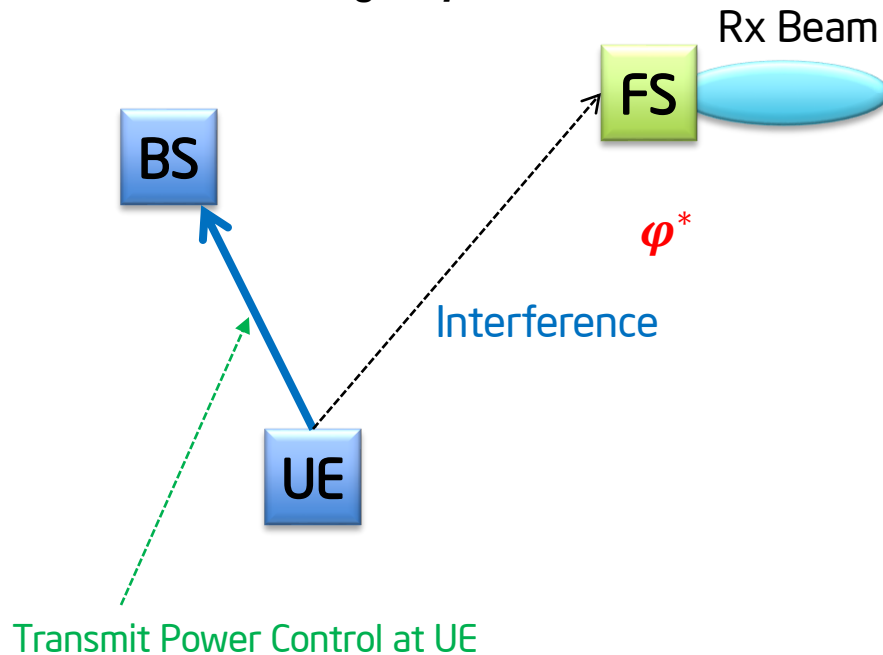 Rx Beam
FS
BS
φ*
Interference
UE
Transmit Power Control at UE